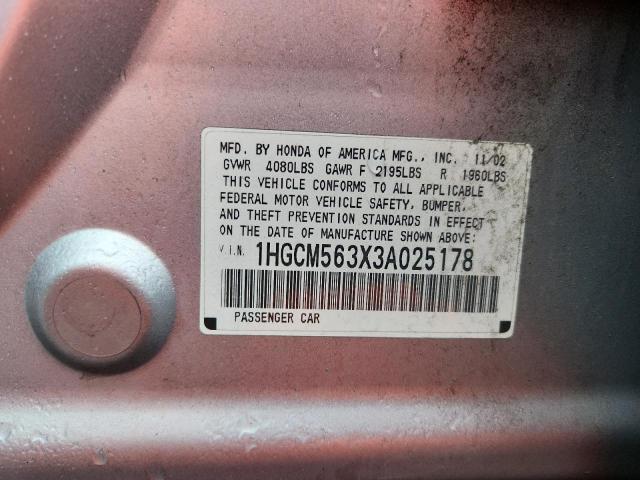 MFD. BY HONDA OF AMERICA MFG., INC. 11/02
GVWR 4080LBS GAWR F 2195LBS R 1960LBS
THIS VEHICLE CONFORMS TO ALL APPLICABLE
FEDERAL MOTOR VEHICLE SAFETY, BUMPER,
AND THEFT PREVENTION STANDARDS IN EFFECT
ON THE DATE OF MANUFACTURE SHOWN ABOVE:
V.I.N. 1HGCM563X3A025178
PASSENGER CAR